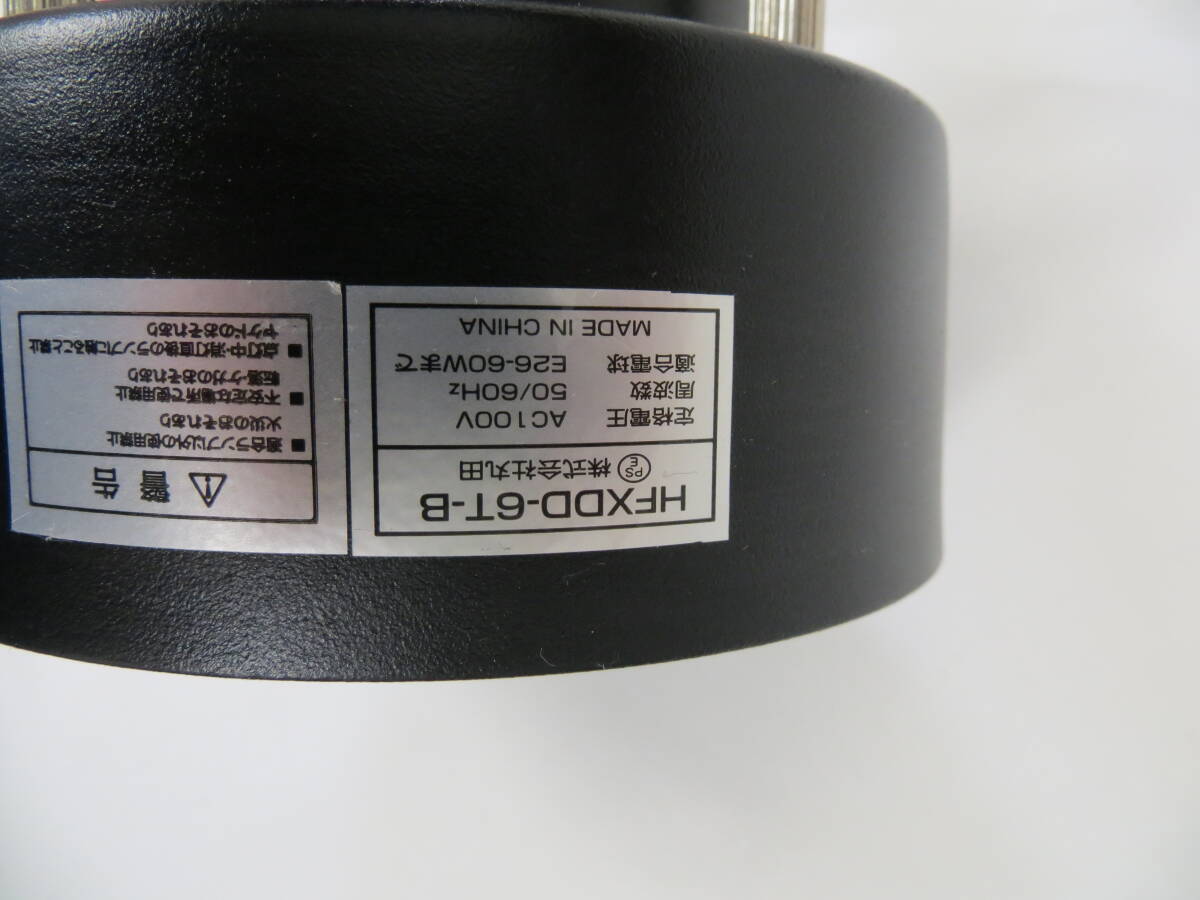 HFXDD-6T-B
PSE 株式会社丸田
定格電圧 AC100V
周波数 50/60Hz
適合電球 E26-60Wまで
MADE IN CHINA
警告
■ 適合ランプ以外の使用禁止
火災のおそれあり
■ 不安定な場所で使用禁止
転落・ケガのおそれあり
■ 点灯中・消灯直後のランプに触ること禁止
ヤケドのおそれあり